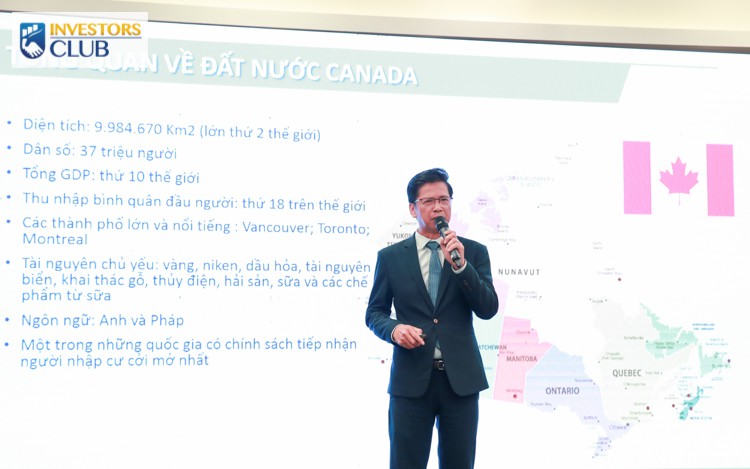 INVESTORS
CLUB
QUAN VỀ ĐẤT NƯỚC CANADA
• Diện tích: 9.984.670 Km2 (lớn thứ 2 thế giới)
• Dân số: 37 triệu người
• Tổng GDP: thứ 10 thế giới
• Thu nhập bình quân đầu người: thứ 18 trên thế giới
• Các thành phố lớn và nổi tiếng : Vancouver; Toronto;
Montreal
• Tài nguyên chủ yếu: vàng, niken, dầu hỏa, tài nguyên
biển, khai thác gỗ, thủy điện, hải sản, sữa và các chế
phẩm từ sữa
• Ngôn ngữ: Anh và Pháp
• Một trong những quốc gia có chính sách tiếp nhận
người nhập cư cởi mở nhất
NUNAVUT
MANITOBA
QUEBEC
ONTARIO
Ottawa